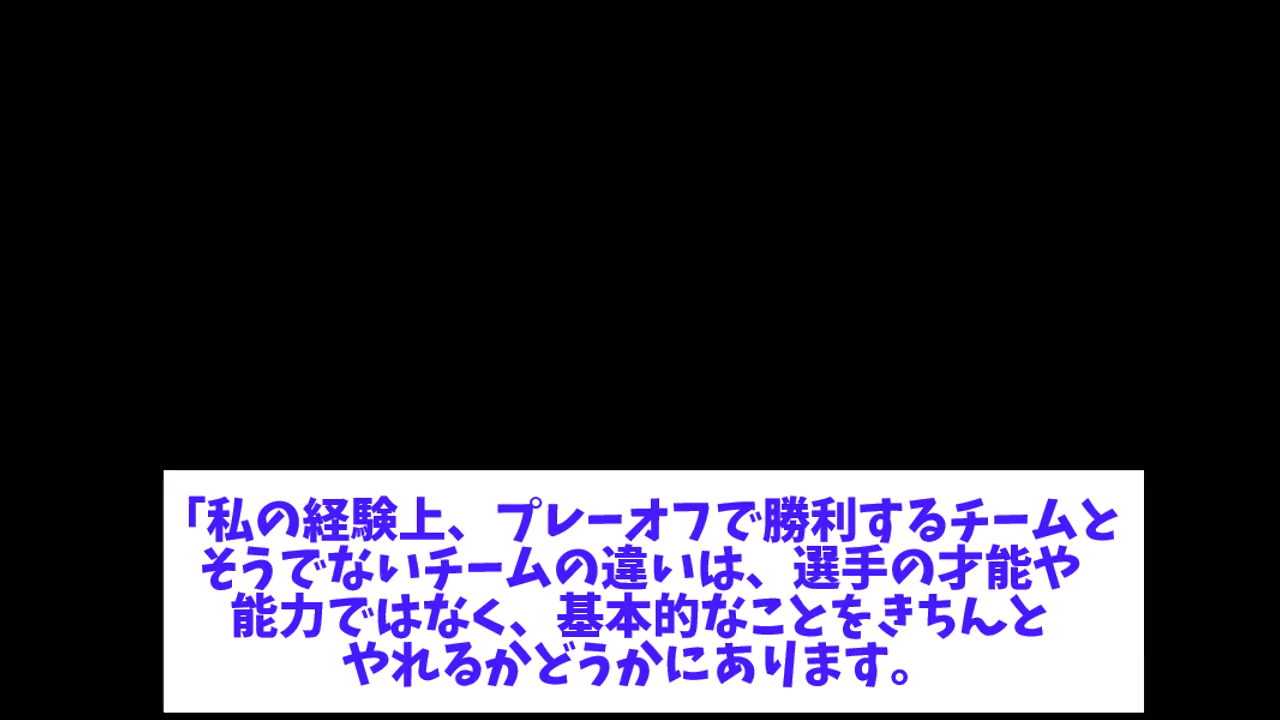 「私の経験上、プレーオフで勝利するチームと
そうでないチームの違いは、選手の才能や
能力ではなく、基本的なことをきちんと
やれるかどうかにあります。